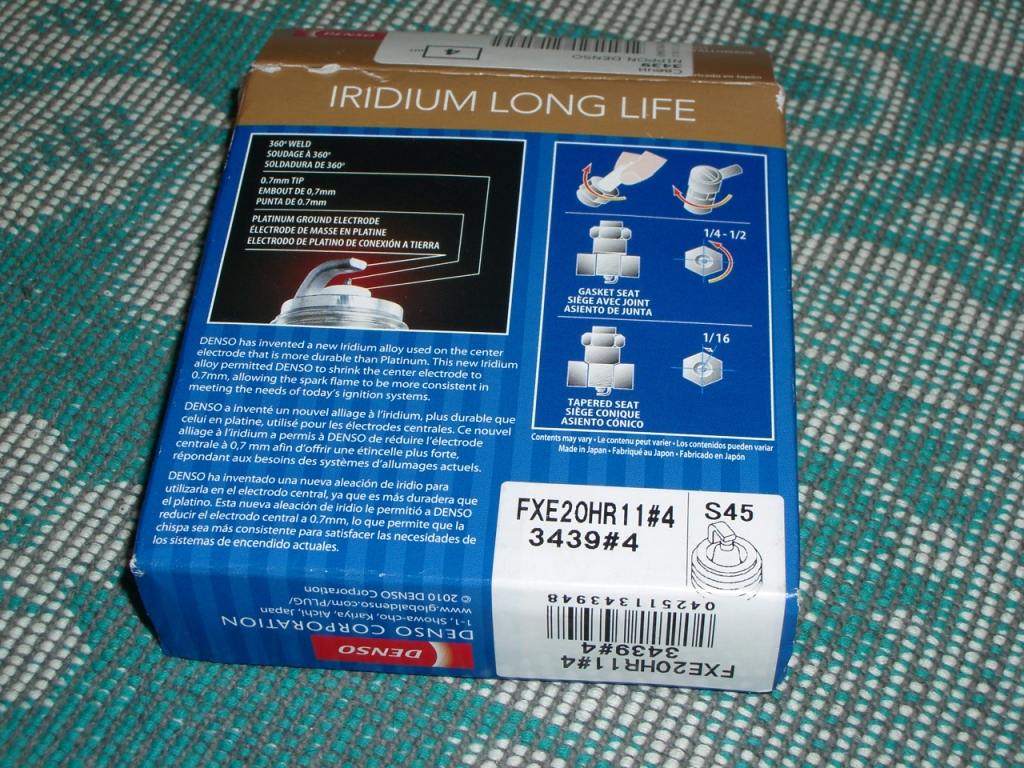 DENSO
4
Свечи
3439
NIPPON DENSO
IRIDIUM LONG LIFE
360° WELD
SOUDAGE À 360°
SOLDADURA DE 360°
0.7mm TIP
EMBOUT DE 0,7mm
PUNTA DE 0.7mm
PLATINUM GROUND ELECTRODE
ÉLECTRODE DE MASSE EN PLATINE
ELECTRODO DE PLATINO DE CONEXIÓN A TIERRA
DENSO has invented a new Iridium alloy used on the center
electrode that is more durable than Platinum. This new Iridium
alloy permitted DENSO to shrink the center electrode to
0.7mm, allowing the spark flame to be more consistent in
meeting the needs of today's ignition systems.
DENSO a inventé un nouvel alliage à l'iridium, plus durable que
celui en platine, utilisé pour les électrodes centrales. Ce nouvel
alliage à l'iridium a permis à DENSO de réduire l'électrode
centrale à 0,7 mm afin d'offrir une étincelle plus forte,
répondant aux besoins des systèmes d'allumages actuels.
DENSO ha inventado una nueva aleación de iridio para
utilizarla en el electrodo central, ya que es más duradera que
el platino. Esta nueva aleación de iridio le permitió a DENSO
reducir el electrodo central a 0.7mm, lo que permite que la
chispa sea más consistente para satisfacer las necesidades de
los sistemas de encendido actuales.
1/4 - 1/2
GASKET SEAT
SIÈGE AVEC JOINT
ASIENTO DE JUNTA
1/16
TAPERED SEAT
SIÈGE CONIQUE
ASIENTO CÓNICO
Contents may vary • Le contenu peut varier • Los contenidos pueden variar
Made in Japan • Fabriqué au Japon • Fabricado en Japón
FXE20HR11#4
3439#4
S45
042511343948
3439#4
FXE20HR11#4
DENSO
DENSO CORPORATION
1-1, Showa-cho, Kariya, Aichi, Japan
www.globaldenso.com/PLUG/
© 2010 DENSO Corporation